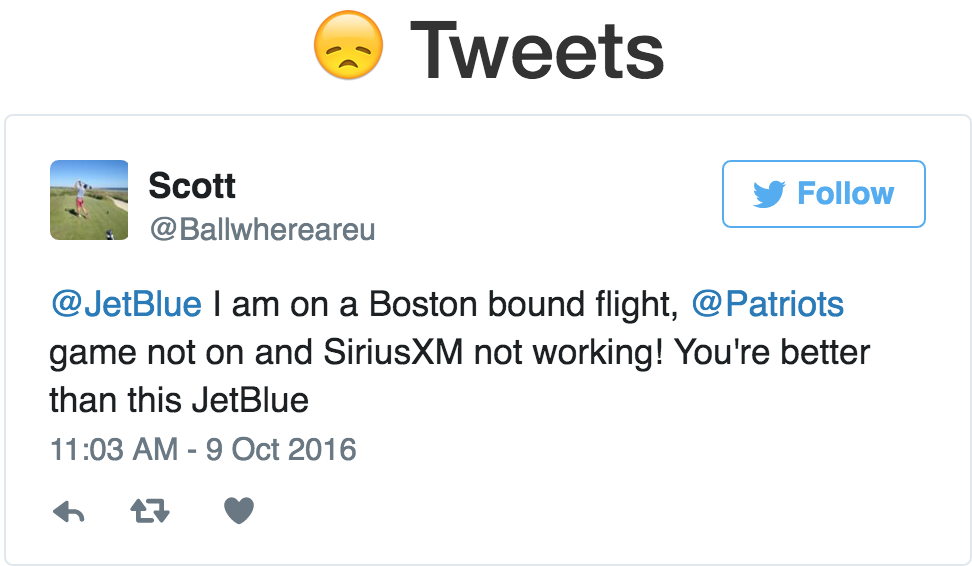 😞 Tweets
Scott
Follow
@Ballwhereareu
@JetBlue I am on a Boston bound flight, @Patriots
game not on and SiriusXM not working! You're better
than this JetBlue
11:03 AM - 9 Oct 2016